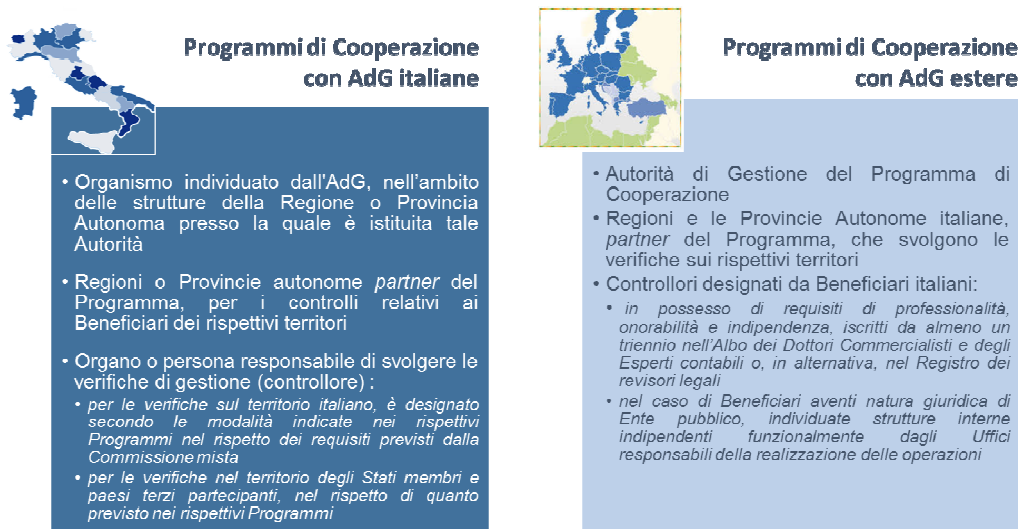 Programmi di Cooperazione
con AdG italiane
• Organismo individuato dall'AdG, nell'ambito
delle strutture della Regione o Provincia
Autonoma presso la quale è istituita tale
Autorità
• Regioni o Provincie autonome partner del
Programma, per i controlli relativi ai
Beneficiari dei rispettivi territori
• Organo o persona responsabile di svolgere le
verifiche di gestione (controllore) :
• per le verifiche sul territorio italiano, è designato
secondo le modalità indicate nei rispettivi
Programmi nel rispetto dei requisiti previsti dalla
Commissione mista
• per le verifiche nel territorio degli Stati membri e
paesi terzi partecipanti, nel rispetto di quanto
previsto nei rispettivi Programmi
Programmi di Cooperazione
con AdG estere
• Autorità di Gestione del Programma di
Cooperazione
• Regioni e le Provincie Autonome italiane,
partner del Programma, che svolgono le
verifiche sui rispettivi territori
• Controllori designati da Beneficiari italiani:
• in possesso di requisiti di professionalità,
onorabilità e indipendenza, iscritti da almeno un
triennio nell'Albo dei Dottori Commercialisti e degli
Esperti contabili o, in alternativa, nel Registro dei
revisori legali
• nel caso di Beneficiari aventi natura giuridica di
Ente pubblico, individuate strutture interne
indipendenti funzionalmente dagli Uffici
responsabili della realizzazione delle operazioni